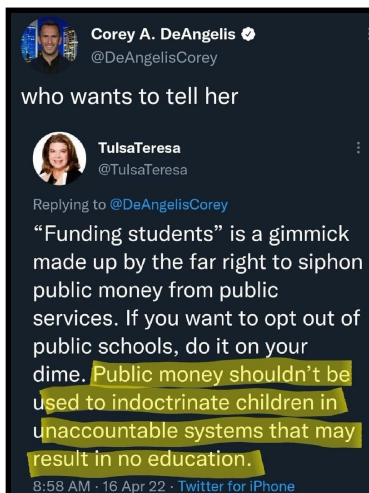 Corey A. DeAngelis
@DeAngelisCorey
who wants to tell her
TulsaTeresa
@TulsaTeresa
Replying to @DeAngelisCorey
“Funding students” is a gimmick
made up by the far right to siphon
public money from public
services. If you want to opt out of
public schools, do it on your
dime. Public money shouldn’t be
used to indoctrinate children in
unaccountable systems that may
result in no education.
8:58 AM · 16 Apr 22 · Twitter for iPhone